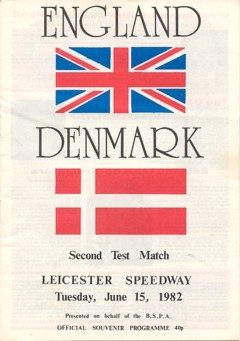 ENGLAND
DENMARK
Second Test Match
LEICESTER SPEEDWAY
Tuesday, June 15, 1982
Presented on behalf of the B.S.P.A.
OFFICIAL SOUVENIR PROGRAMME 40p